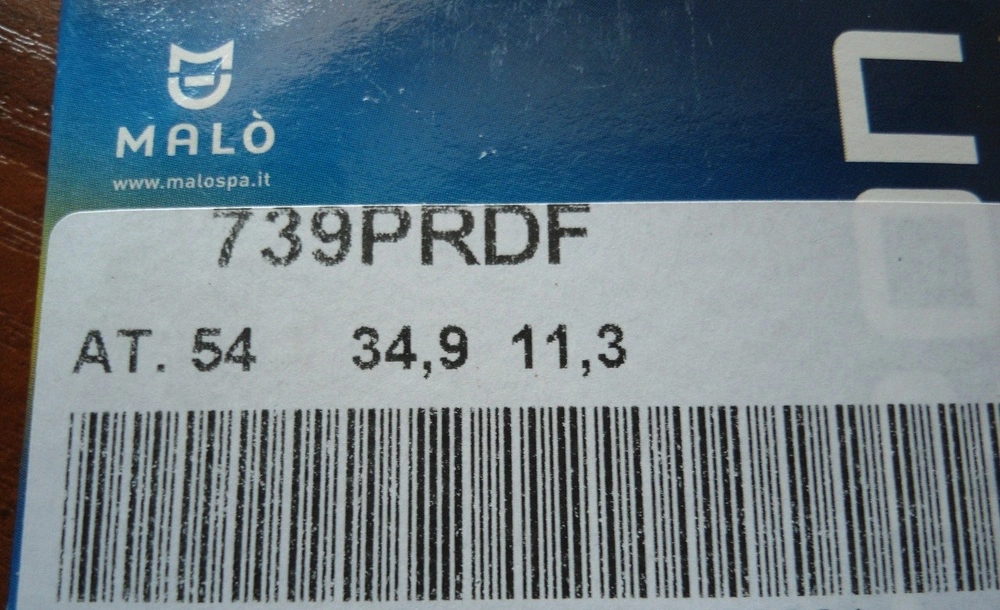 MALÒ
www.malospa.it
739PRDF
AT. 54 34,9 11,3